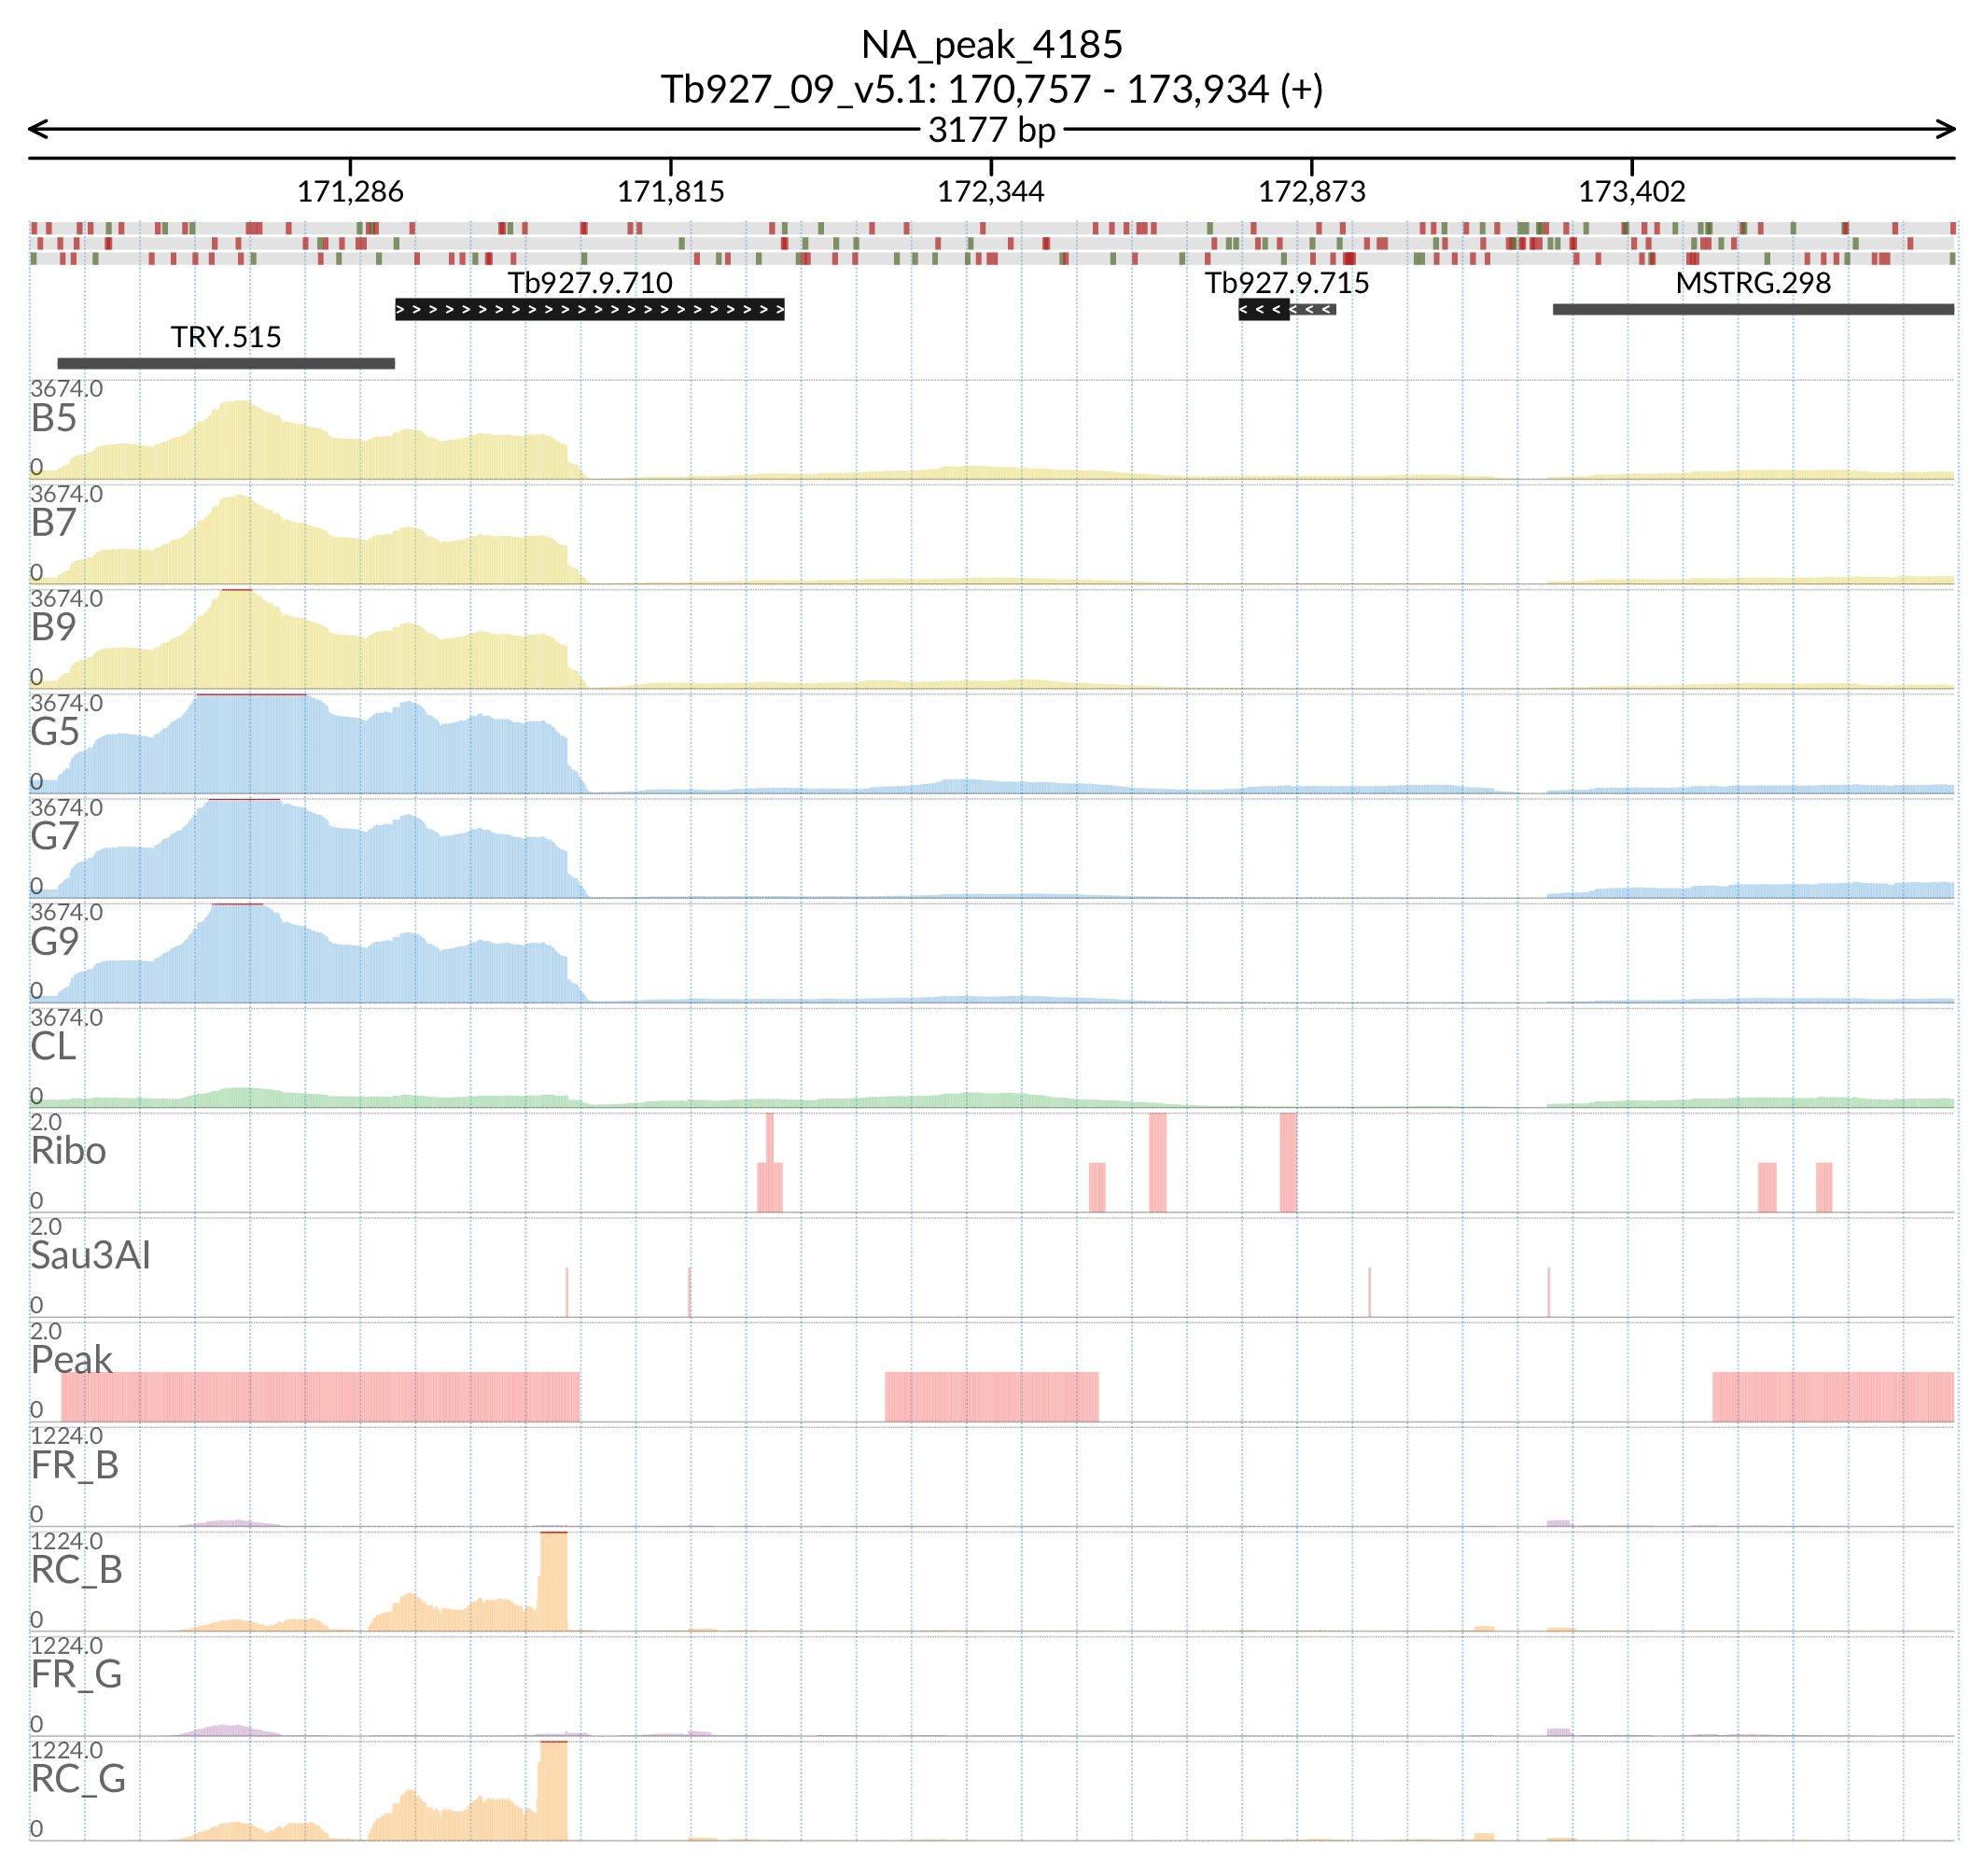 NA_peak_4185
Tb927_09_v5.1: 170,757 - 173,934 (+)
3177 bp
171,286 171,815 172,344 172,873 173,402
Tb927.9.710 Tb927.9.715 MSTRG.298
TRY.515
3674.0
B5
0
3674.0
B7
0
3674.0
B9
0
3674.0
G5
0
3674.0
G7
0
3674.0
G9
0
3674.0
CL
0
2.0
Ribo
0
2.0
Sau3AI
0
2.0
Peak
0
1224.0
FR_B
0
1224.0
RC_B
0
1224.0
FR_G
0
1224.0
RC_G
0